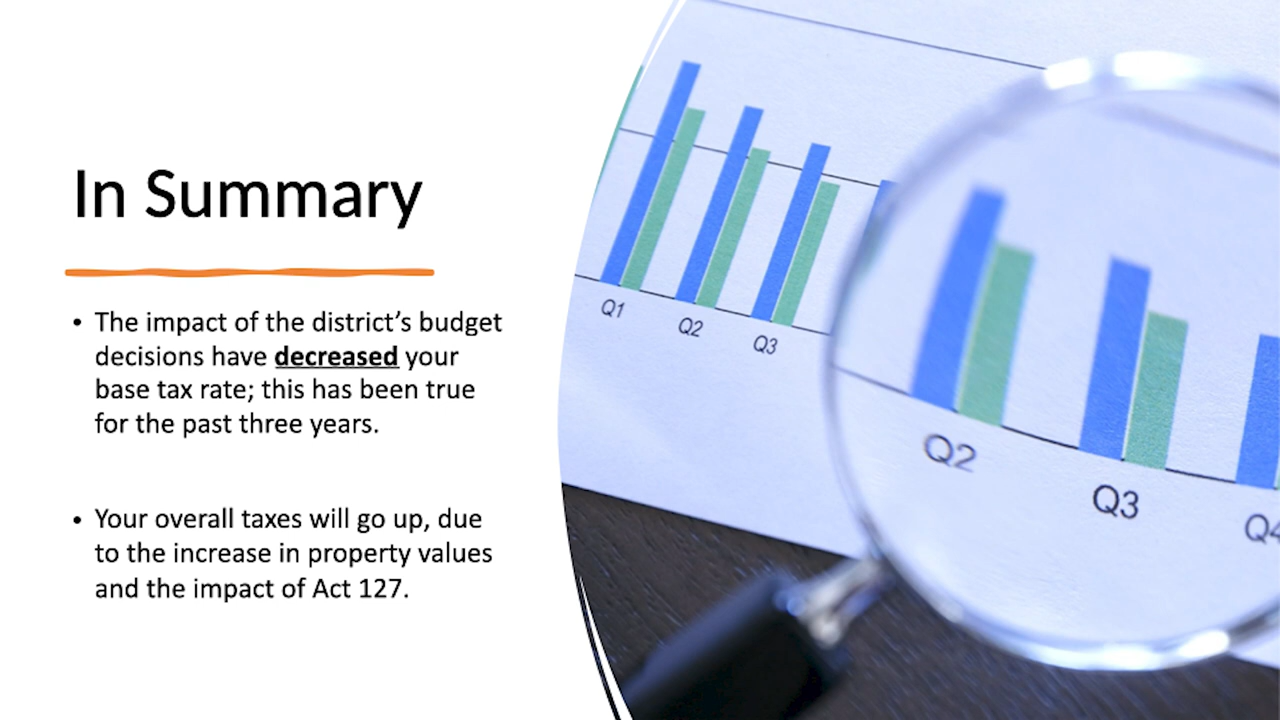 In Summary
• The impact of the district’s budget
decisions have decreased your
base tax rate; this has been true
for the past three years.
• Your overall taxes will go up, due
to the increase in property values
and the impact of Act 127.
Q1
Q2
Q3
Q2
Q3
Q4